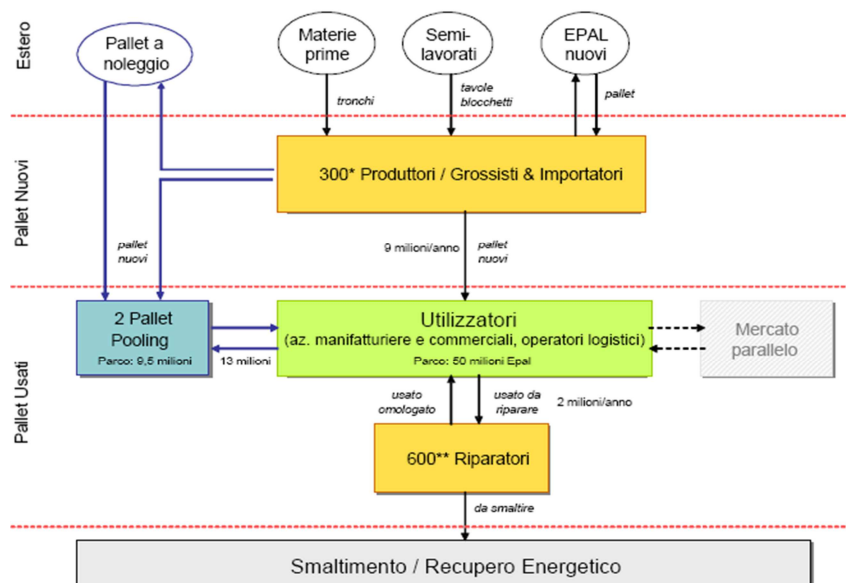 Estero
Pallet a
noleggio
Materie
prime
Semi-
lavorati
EPAL
nuovi
tronchi
tavole
blocchetti
pallet
Pallet Nuovi
300* Produttori / Grossisti & Importatori
pallet
nuovi
9 milioni/anno
pallet
nuovi
Pallet Usati
2 Pallet
Pooling
Parco: 9,5 milioni
13 milioni
Utilizzatori
(az. manifatturiere e commerciali, operatori logistici)
Parco: 50 milioni Epal
Mercato
parallelo
usato
omologato
usato da
riparare
2 milioni/anno
600** Riparatori
da smaltire
Smaltimento / Recupero Energetico